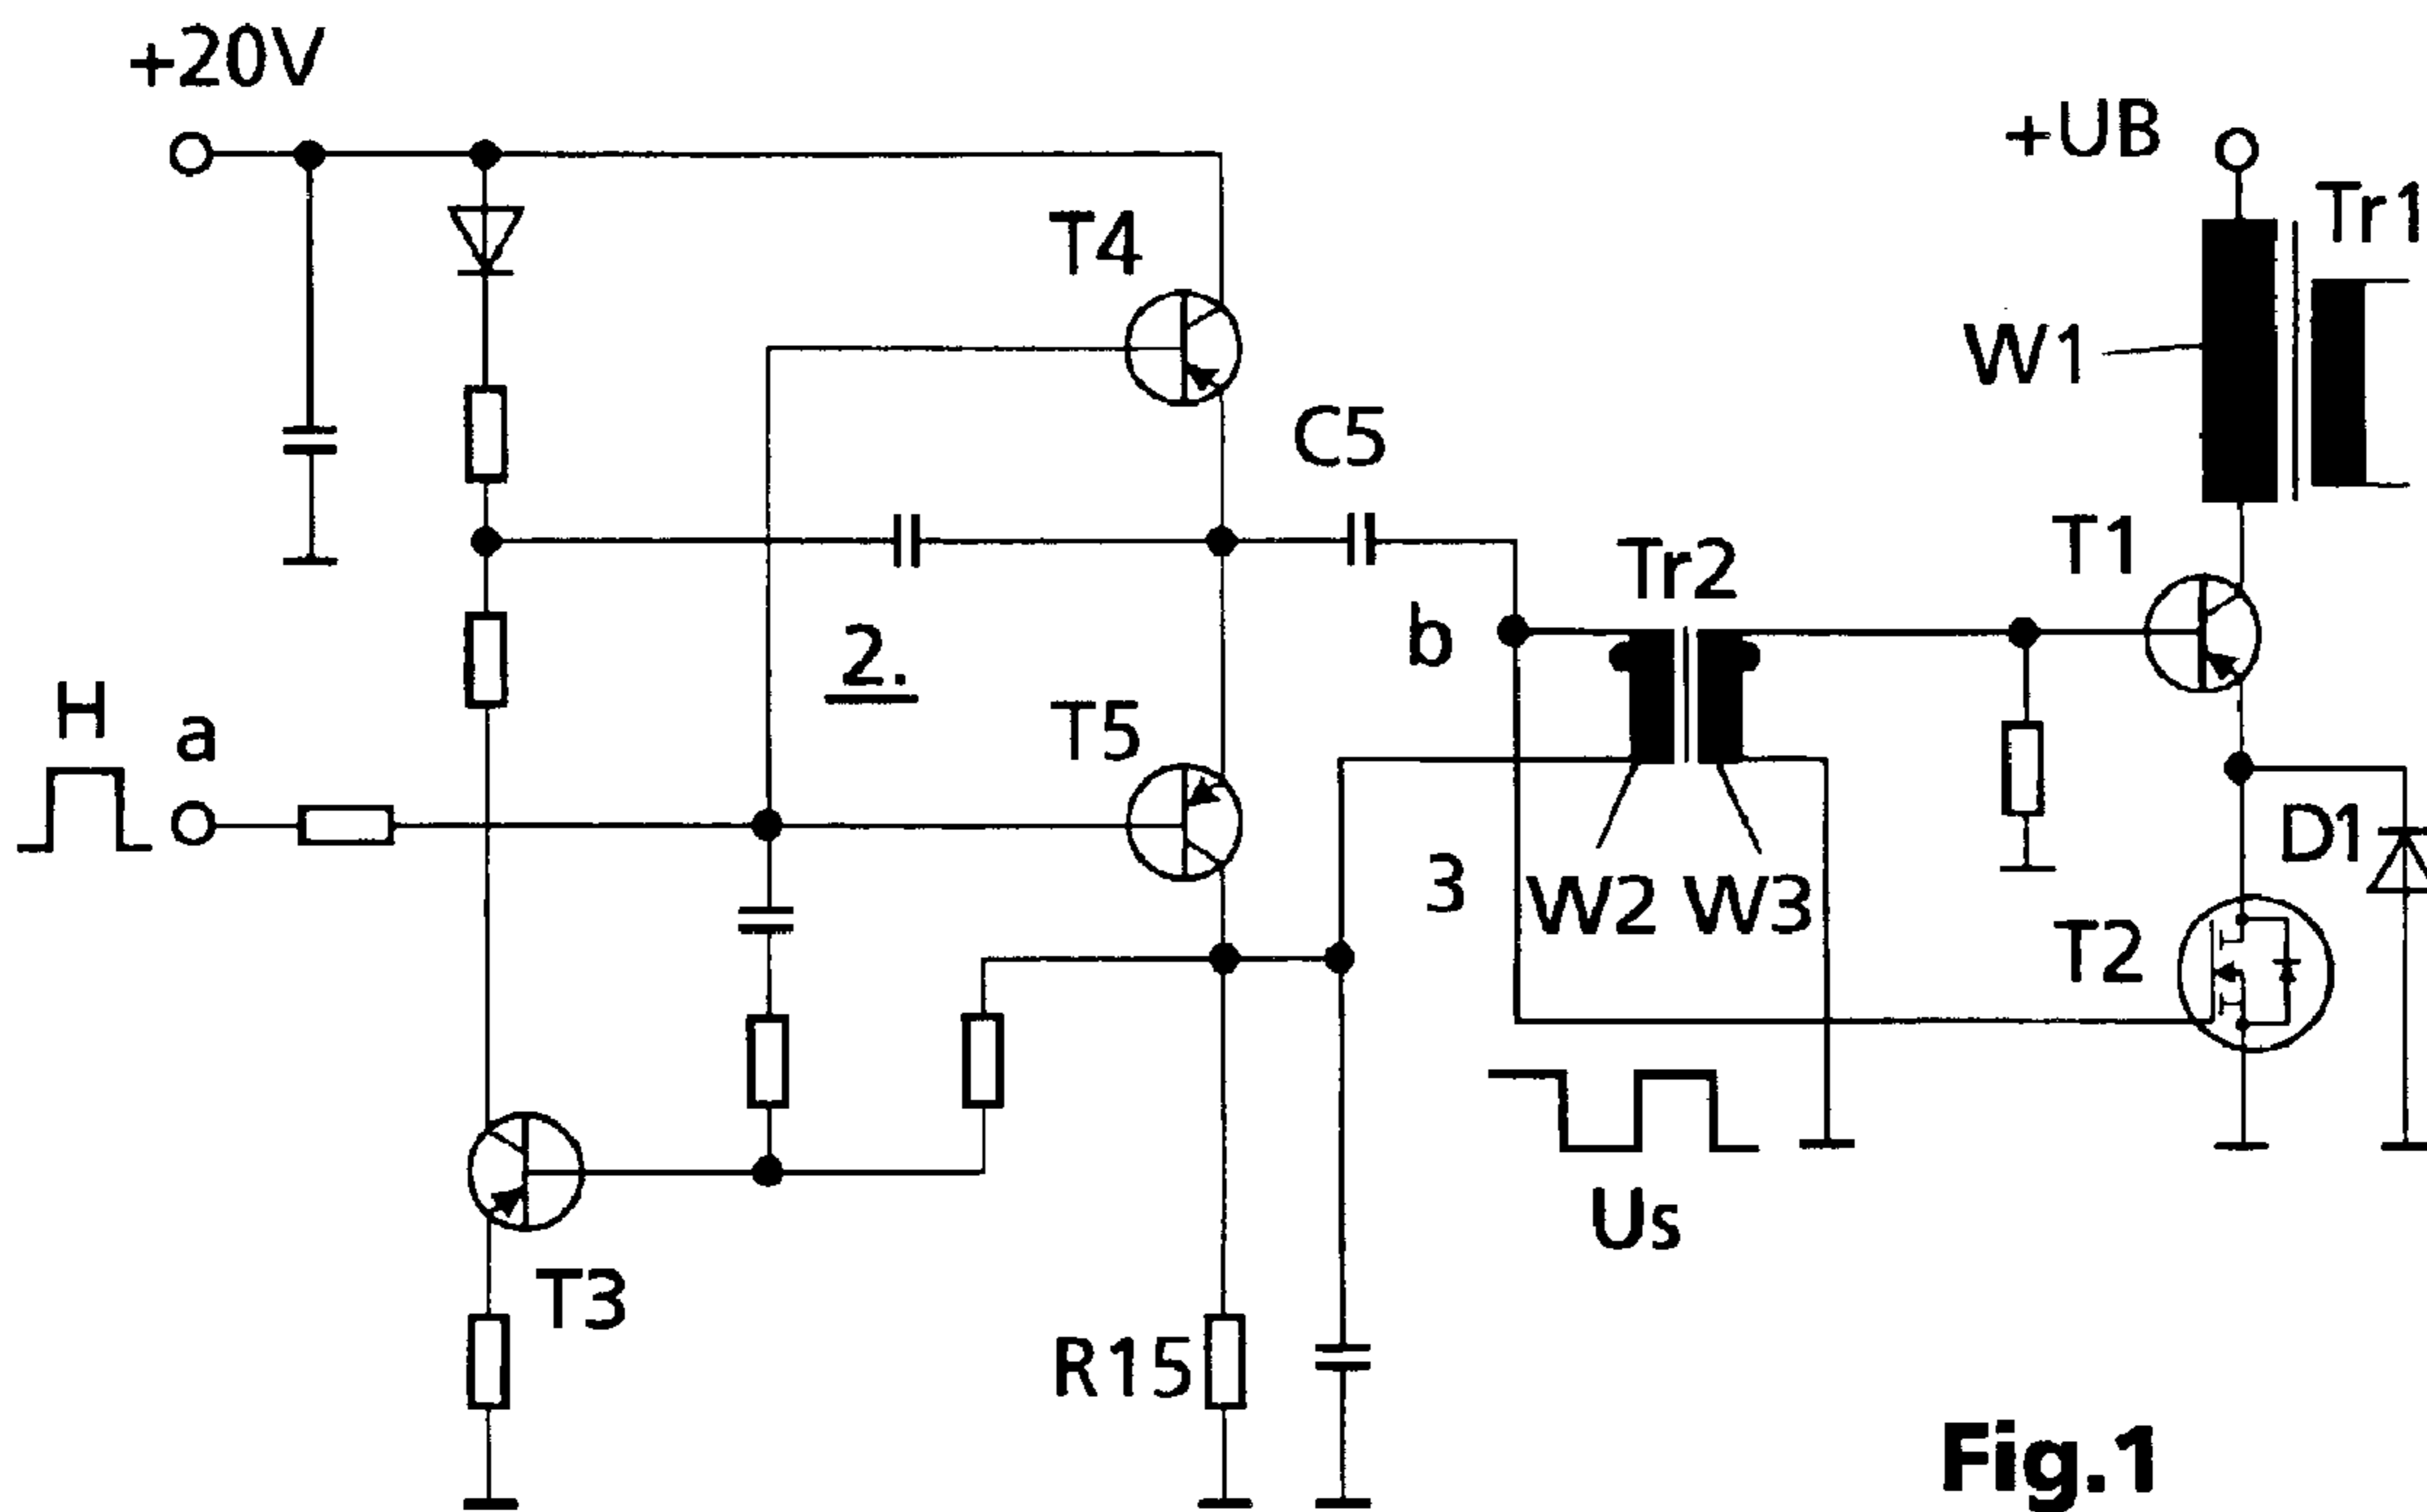 +20V
+UB
Tr1
T4
W1
C5
T1
Tr2
b
2.
H
a
T5
D1
3
W2
W3
T2
Us
T3
R15
Fig.1